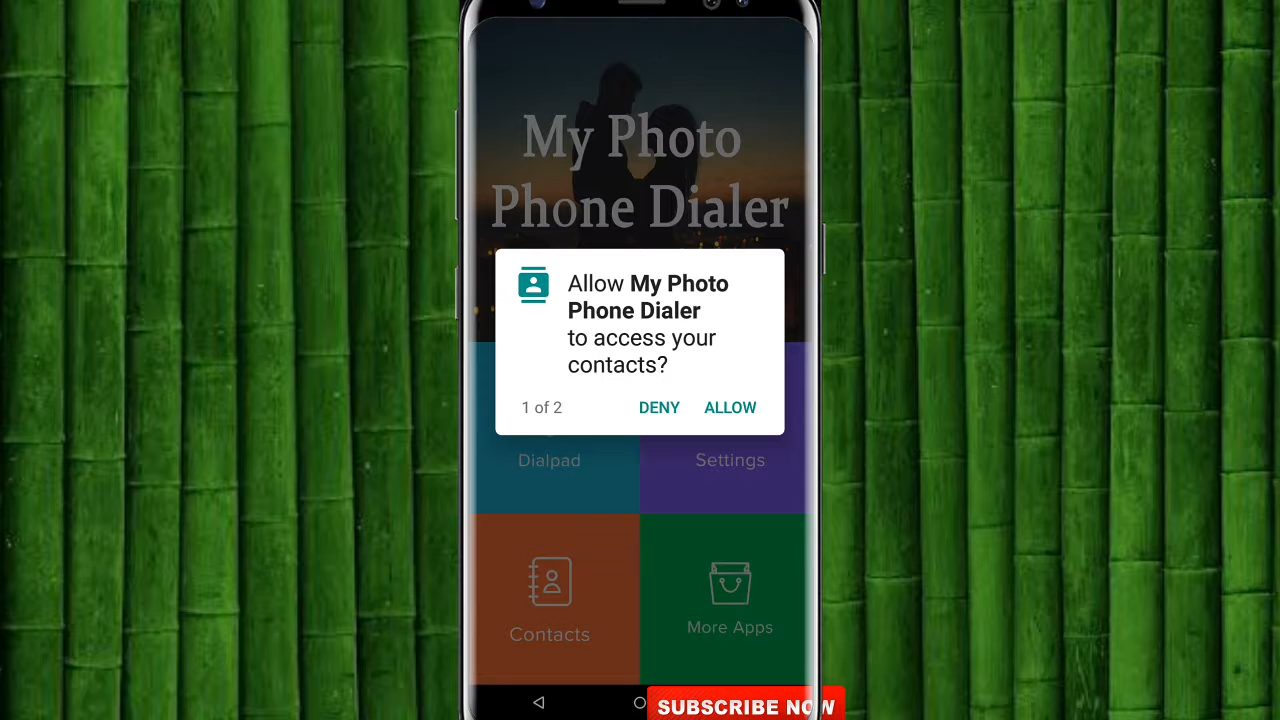 My Photo
Phone Dialer
Allow My Photo
Phone Dialer
to access your
contacts?
1 of 2 DENY ALLOW
Dialpad Settings
Contacts More Apps
SUBSCRIBE NOW